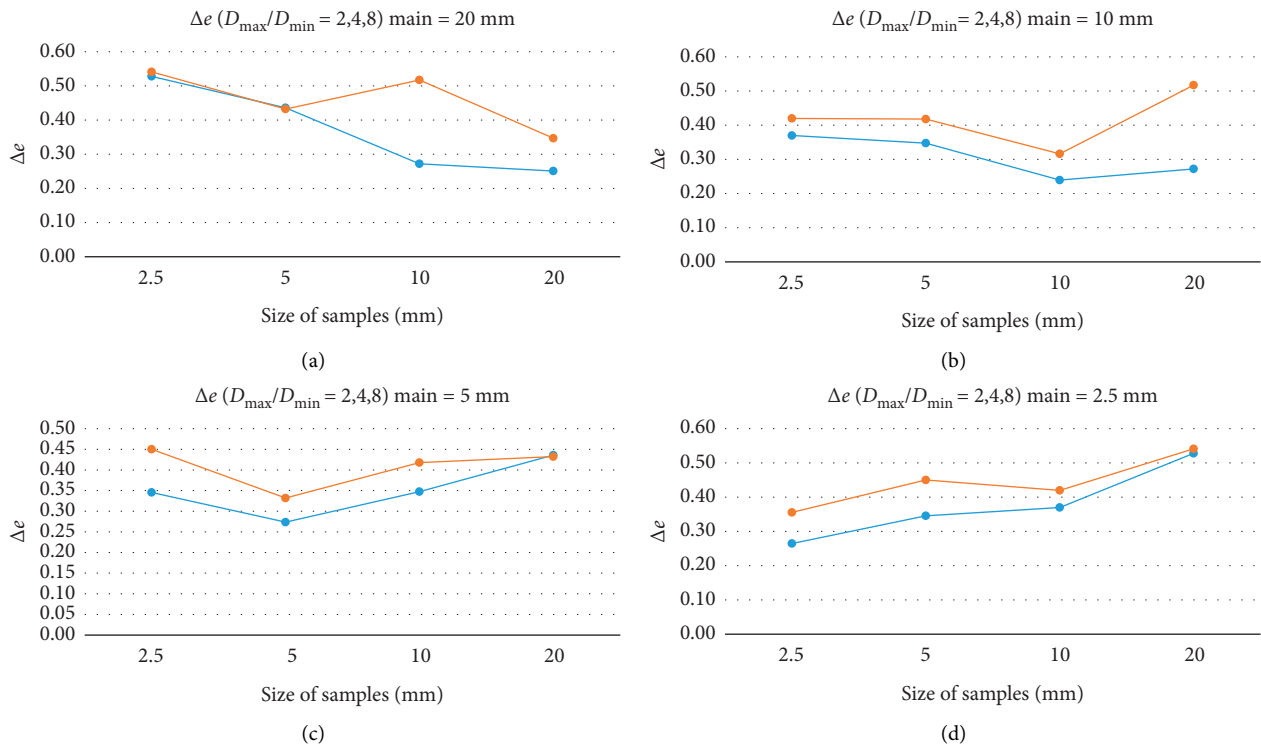 Δe (Dmax/Dmin = 2,4,8) main = 20 mm
0.60
0.50
0.40
0.30
0.20
0.10
0.00
Δe
2.5 5 10 20
Size of samples (mm)
(a)
Δe (Dmax/Dmin = 2,4,8) main = 10 mm
0.60
0.50
0.40
0.30
0.20
0.10
0.00
Δe
2.5 5 10 20
Size of samples (mm)
(b)
Δe (Dmax/Dmin = 2,4,8) main = 5 mm
0.50
0.45
0.40
0.35
0.30
0.25
0.20
0.15
0.10
0.05
0.00
Δe
2.5 5 10 20
Size of samples (mm)
(c)
Δe (Dmax/Dmin = 2,4,8) main = 2.5 mm
0.60
0.50
0.40
0.30
0.20
0.10
0.00
Δe
2.5 5 10 20
Size of samples (mm)
(d)